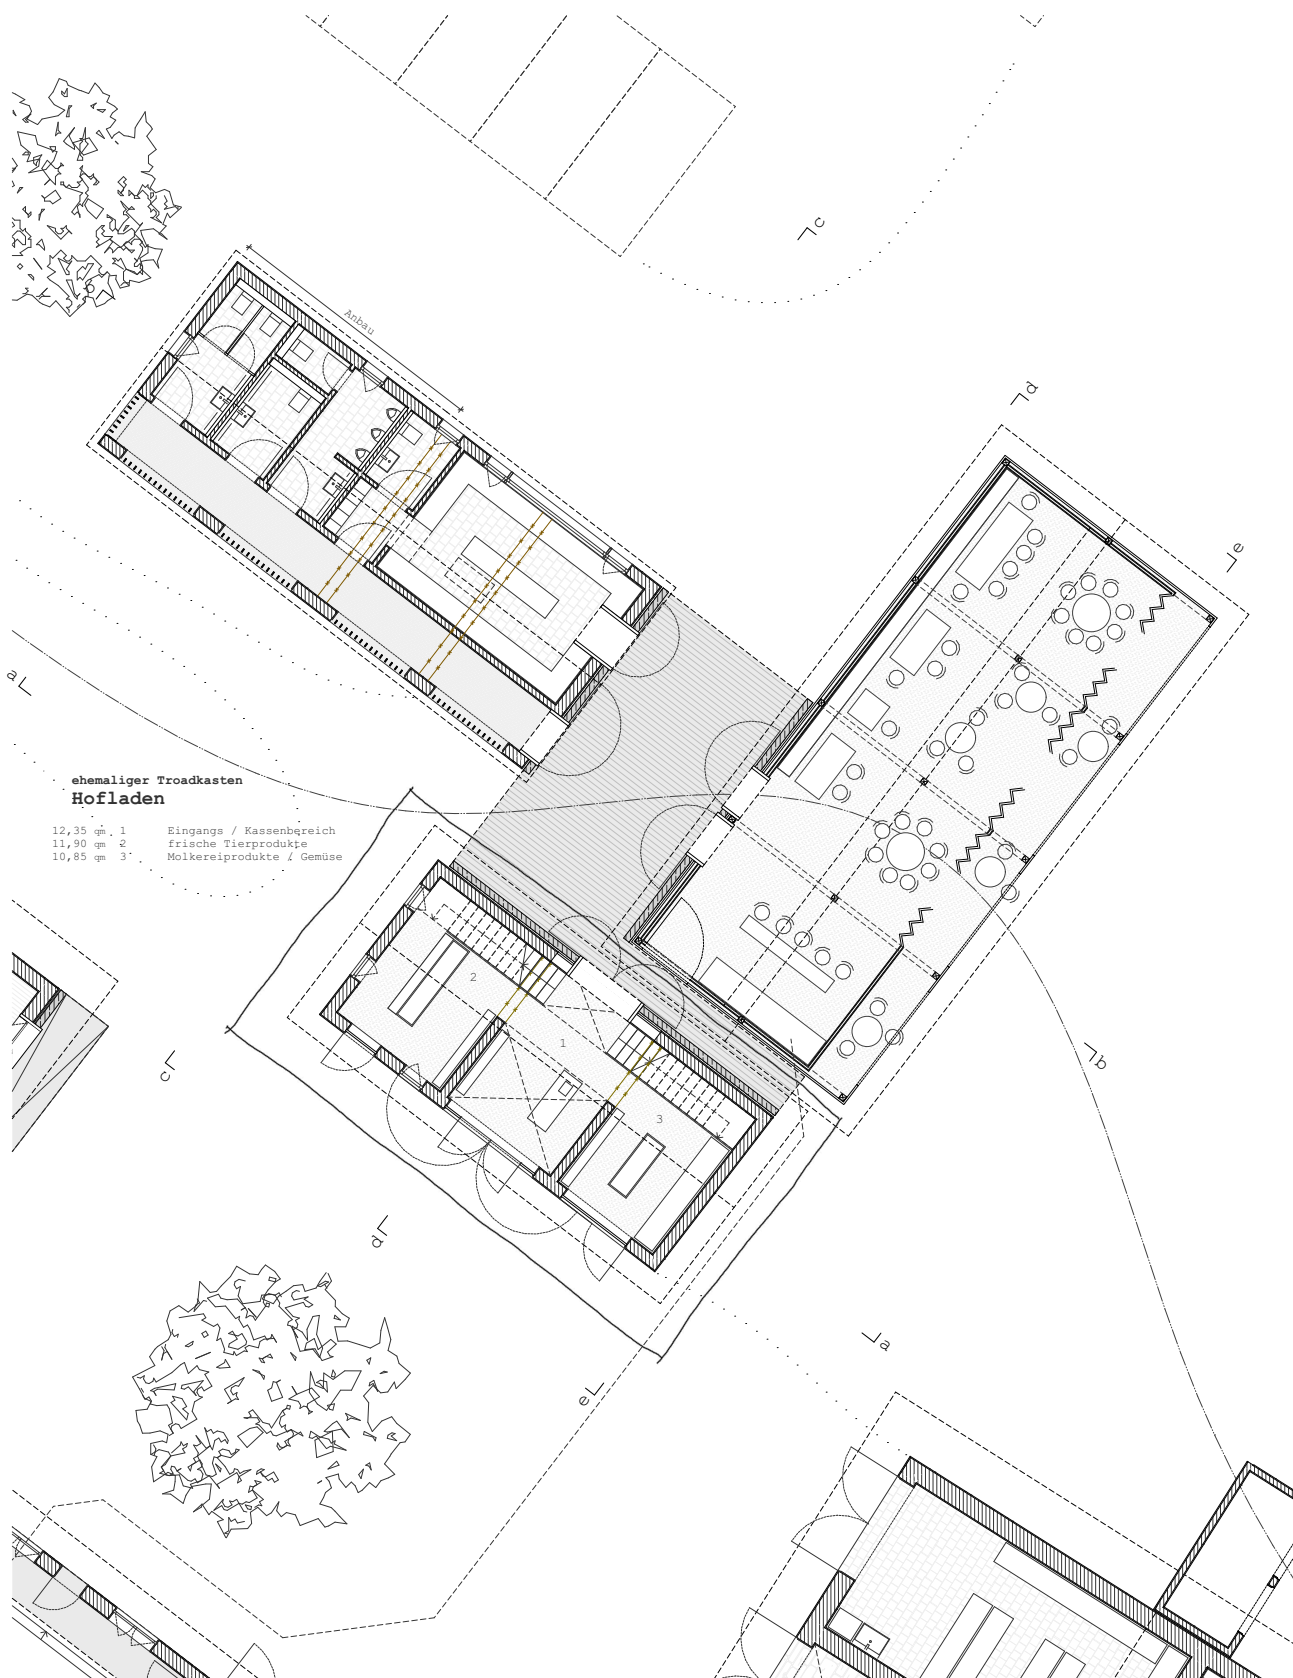 c
b
Anbau
d
e
a
ehemaliger Troadkasten
Hofladen
12,35 qm 1 Eingangs / Kassenbereich
11,90 qm 2 frische Tierprodukte
10,85 qm 3 Molkereiprodukte / Gemüse
2
1
3
c
b
d
a
e